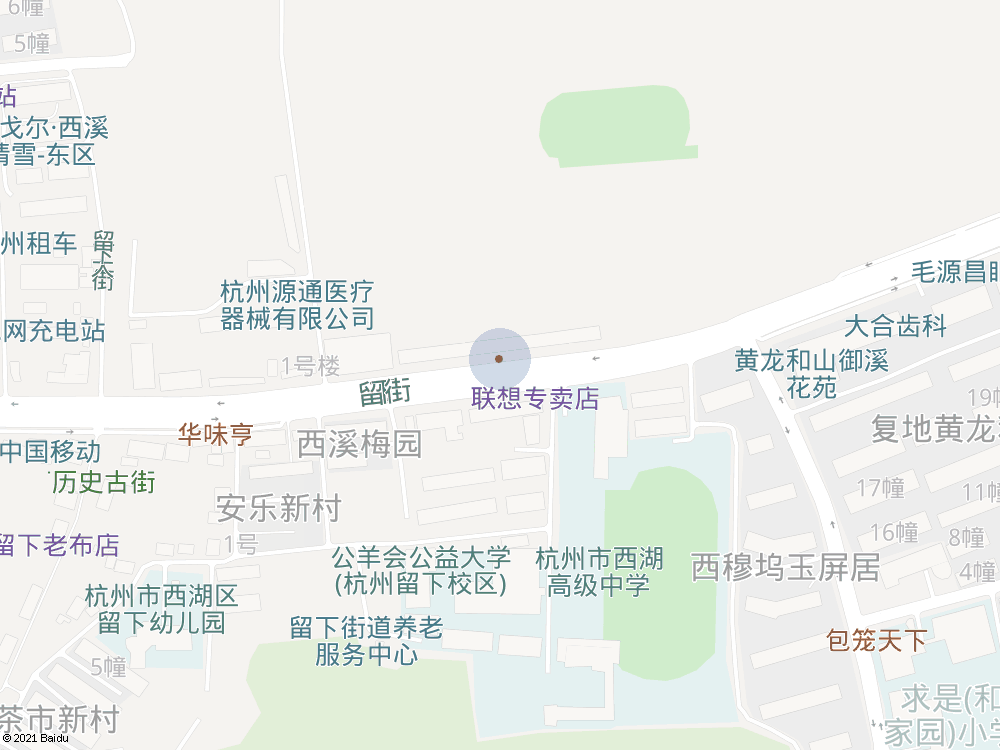 6幢
5幢
站
戈尔·西溪
晴雪-东区
州租车
留下街
网充电站
杭州源通医疗
器械有限公司
1号楼
留街
毛源昌眼
大合齿科
黄龙和山御溪
花苑
联想专卖店
19幢
复地黄龙
华味亨
中国移动
西溪梅园
历史古街
安乐新村
17幢
11幢
16幢
8幢
4幢
留下老布店
1号
公羊会公益大学
(杭州留下校区)
杭州市西湖
高级中学
西穆坞玉屏居
杭州市西湖区
留下幼儿园
留下街道养老
服务中心
包笼天下
5幢
茶市新村
求是(和
家园)小学
© 2021 Baidu